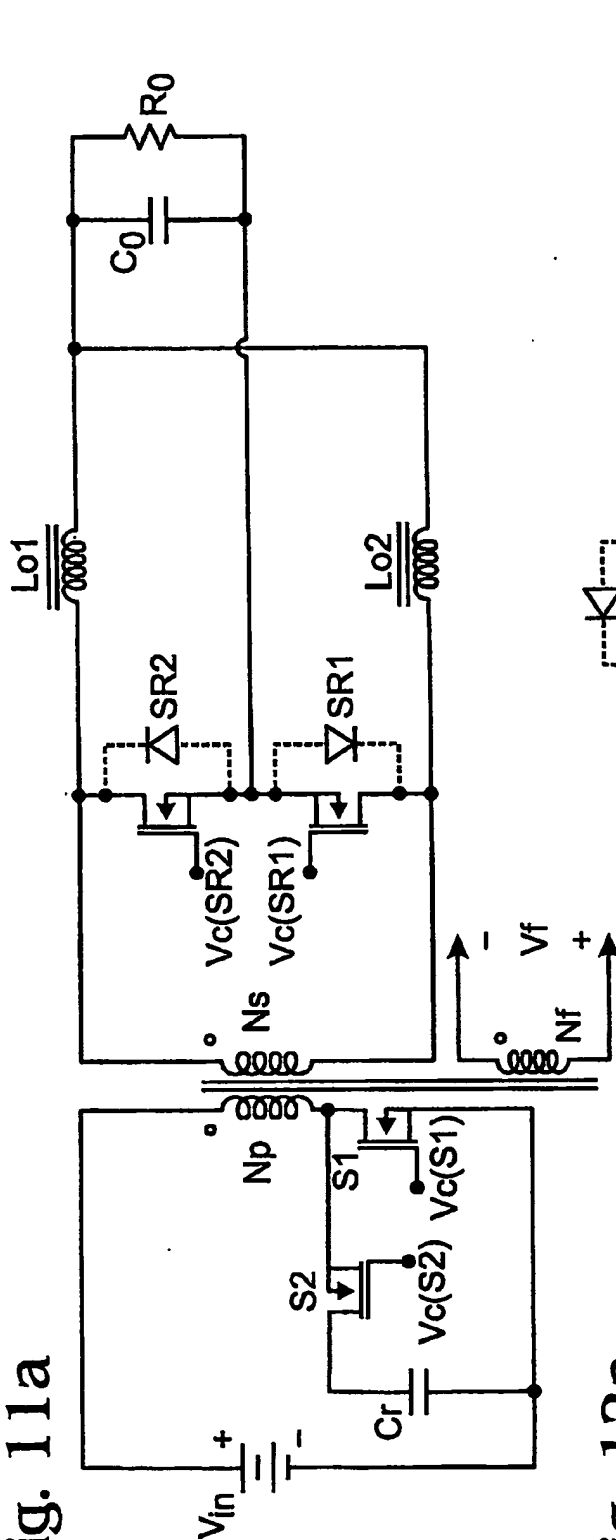 ig. 11a
Vin
+
−
Cr
S2
Vc(S2)
S1
Vc(S1)
Np
Ns
Nf
−
Vf
+
Vc(SR2)
Vc(SR1)
SR2
SR1
Lo1
Lo2
C0
R0